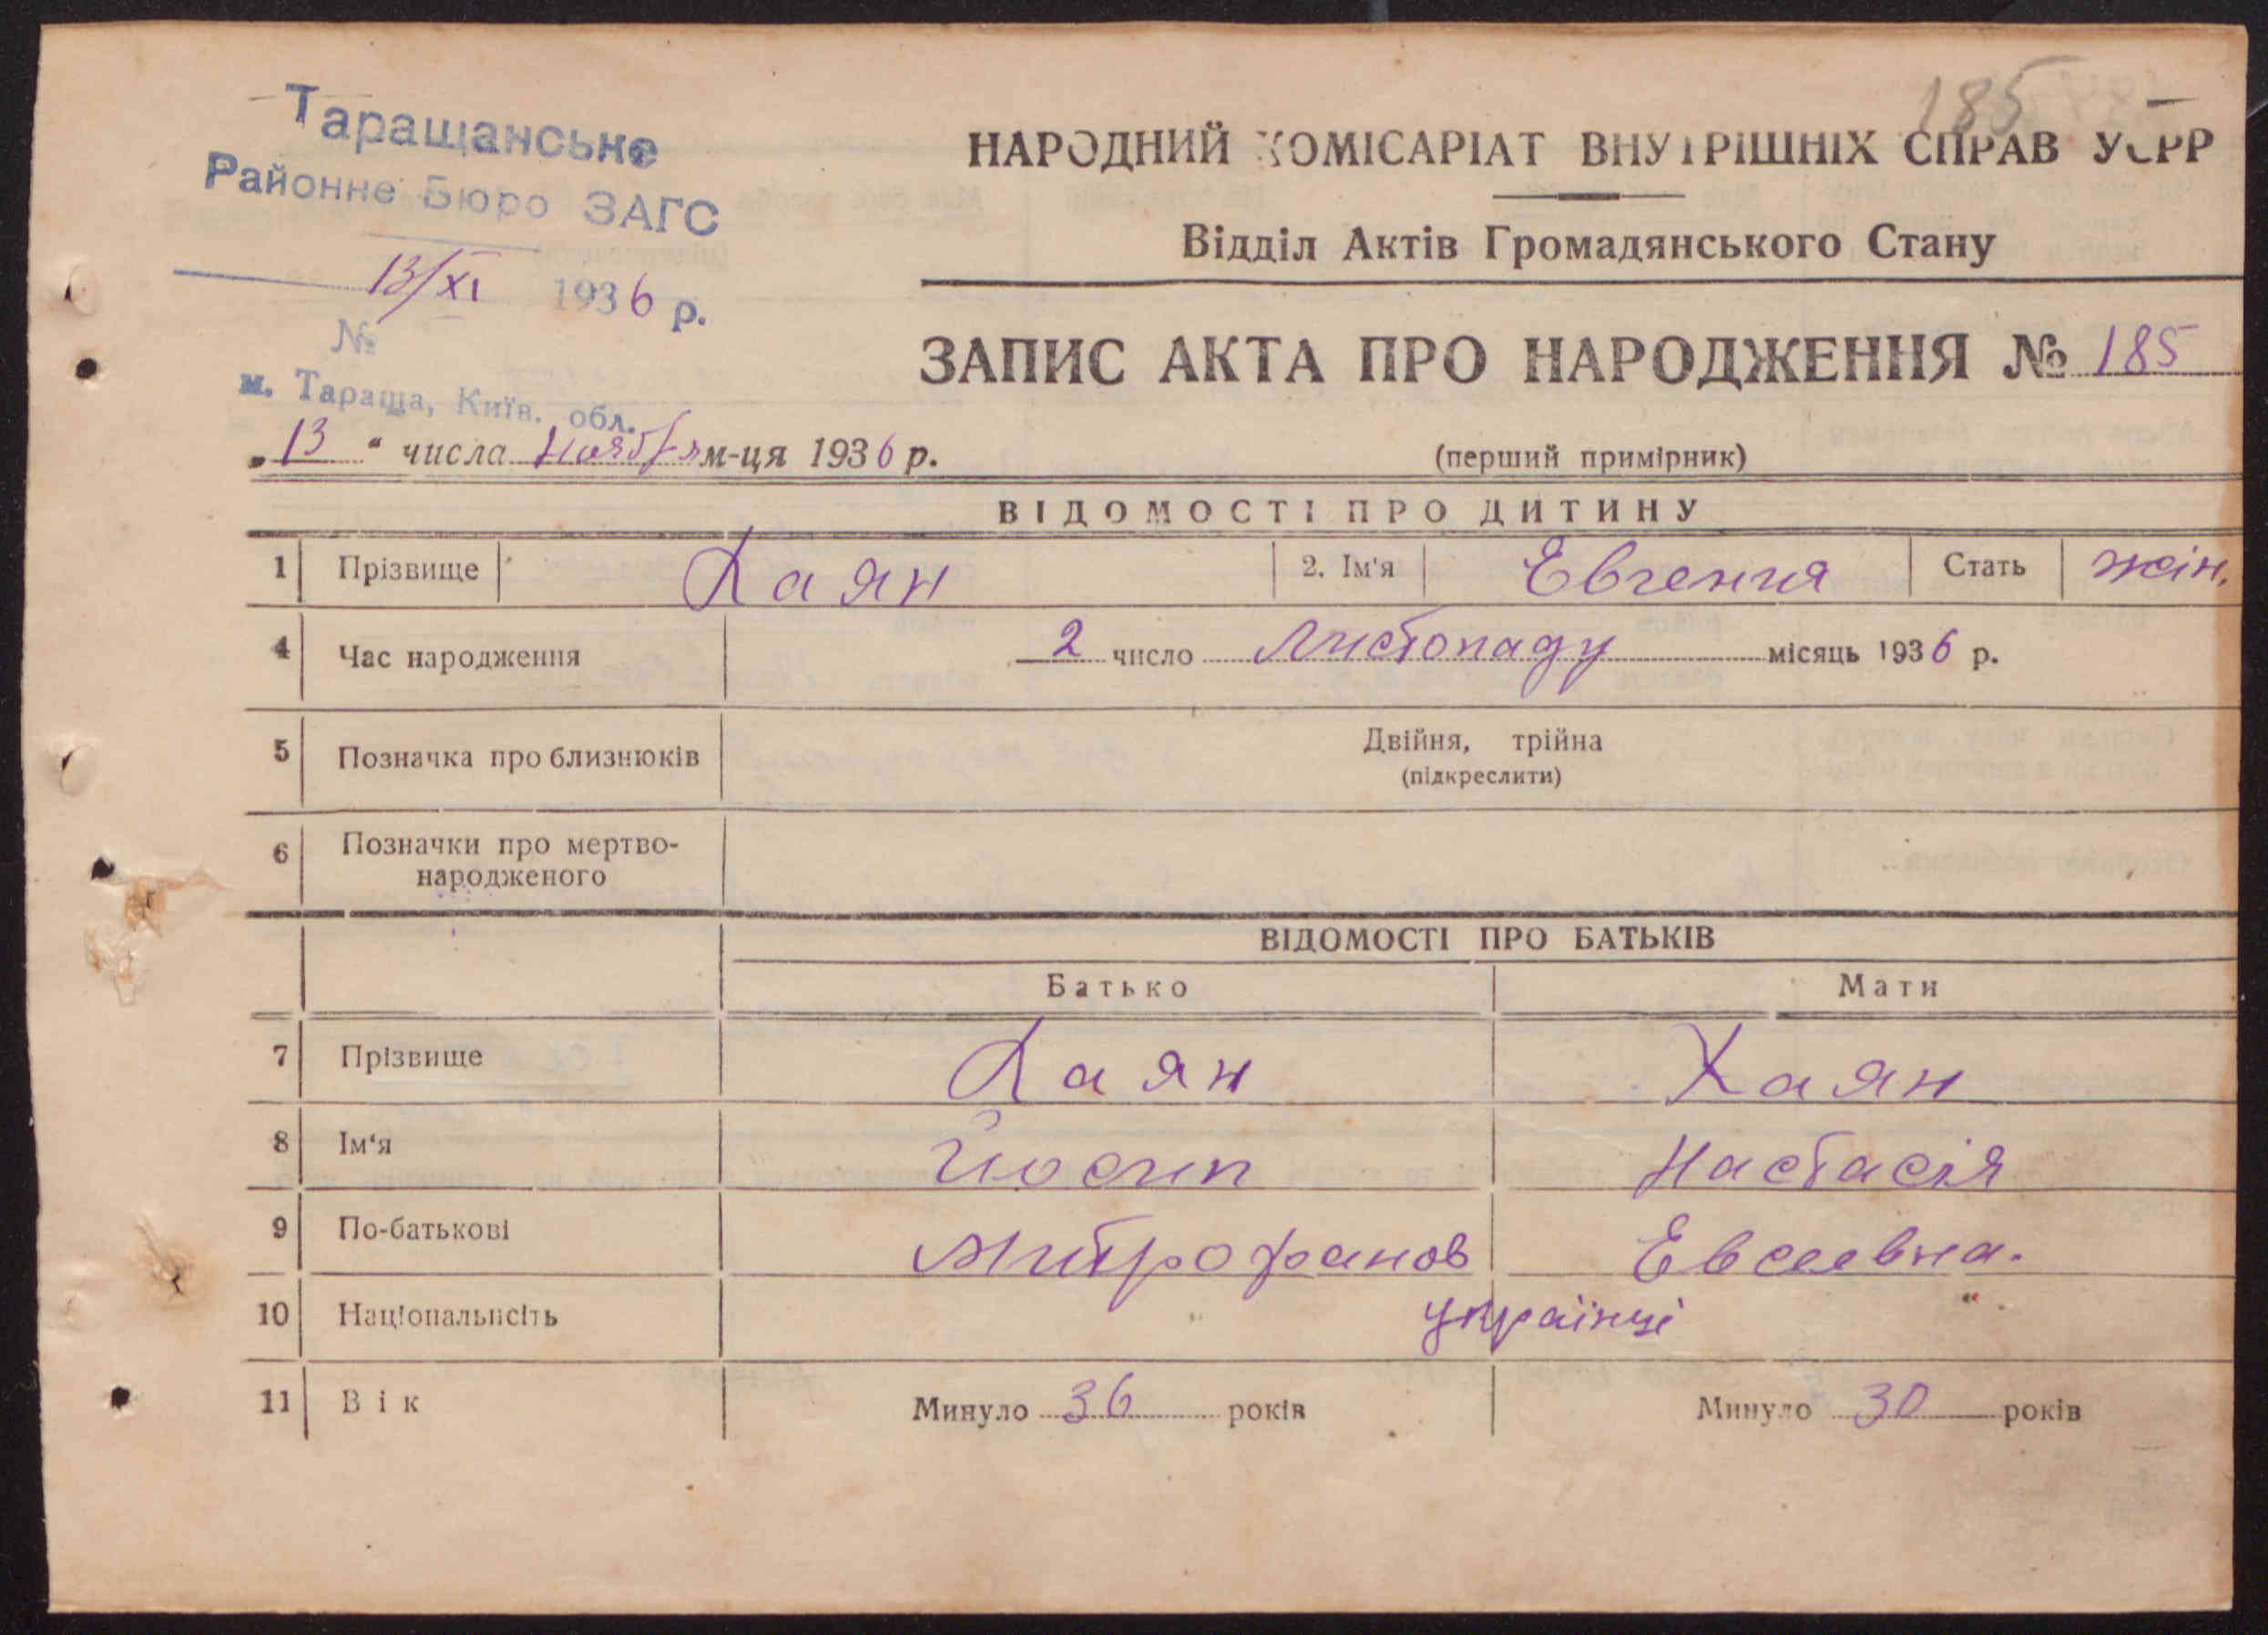 185
Таращанське
Районне Бюро ЗАГС
13/XI 1936 р.
№
м. Тараща, Київ. обл.
НАРОДНИЙ КОМІСАРІАТ ВНУТРІШНІХ СПРАВ УСРР
Відділ Актів Громадянського Стану
ЗАПИС АКТА ПРО НАРОДЖЕННЯ № 185
„13“ числа Ноября м-ця 1936 р.
(перший примірник)
ВІДОМОСТІ ПРО ДИТИНУ
1 Прізвище Хаян 2. Ім'я Евгения Стать жін.
4 Час народження 2 число Листопаду місяць 1936 р.
5 Позначка про близнюків Двійня, трійна
(підкреслити)
6 Позначки про мертво-
народженого
ВІДОМОСТІ ПРО БАТЬКІВ
Батько Мати
7 Прізвище Хаян Хаян
8 Ім'я Йосип Настасія
9 По-батькові Митрофанов Евсеевна.
10 Національність українці "
11 Вік Минуло 36 років Минуло 30 років